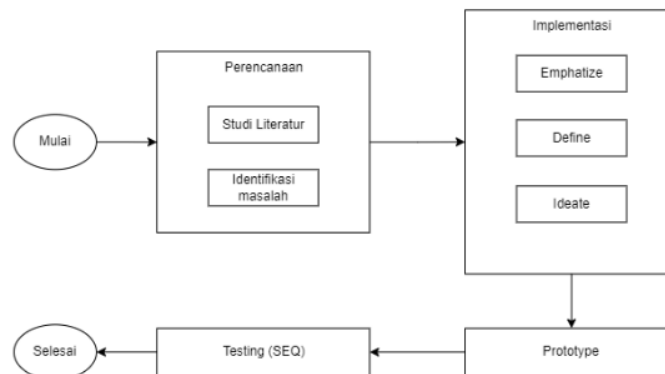 Mulai
Perencanaan
Studi Literatur
Identifikasi
masalah
Implementasi
Emphatize
Define
Ideate
Prototype
Testing (SEQ)
Selesai